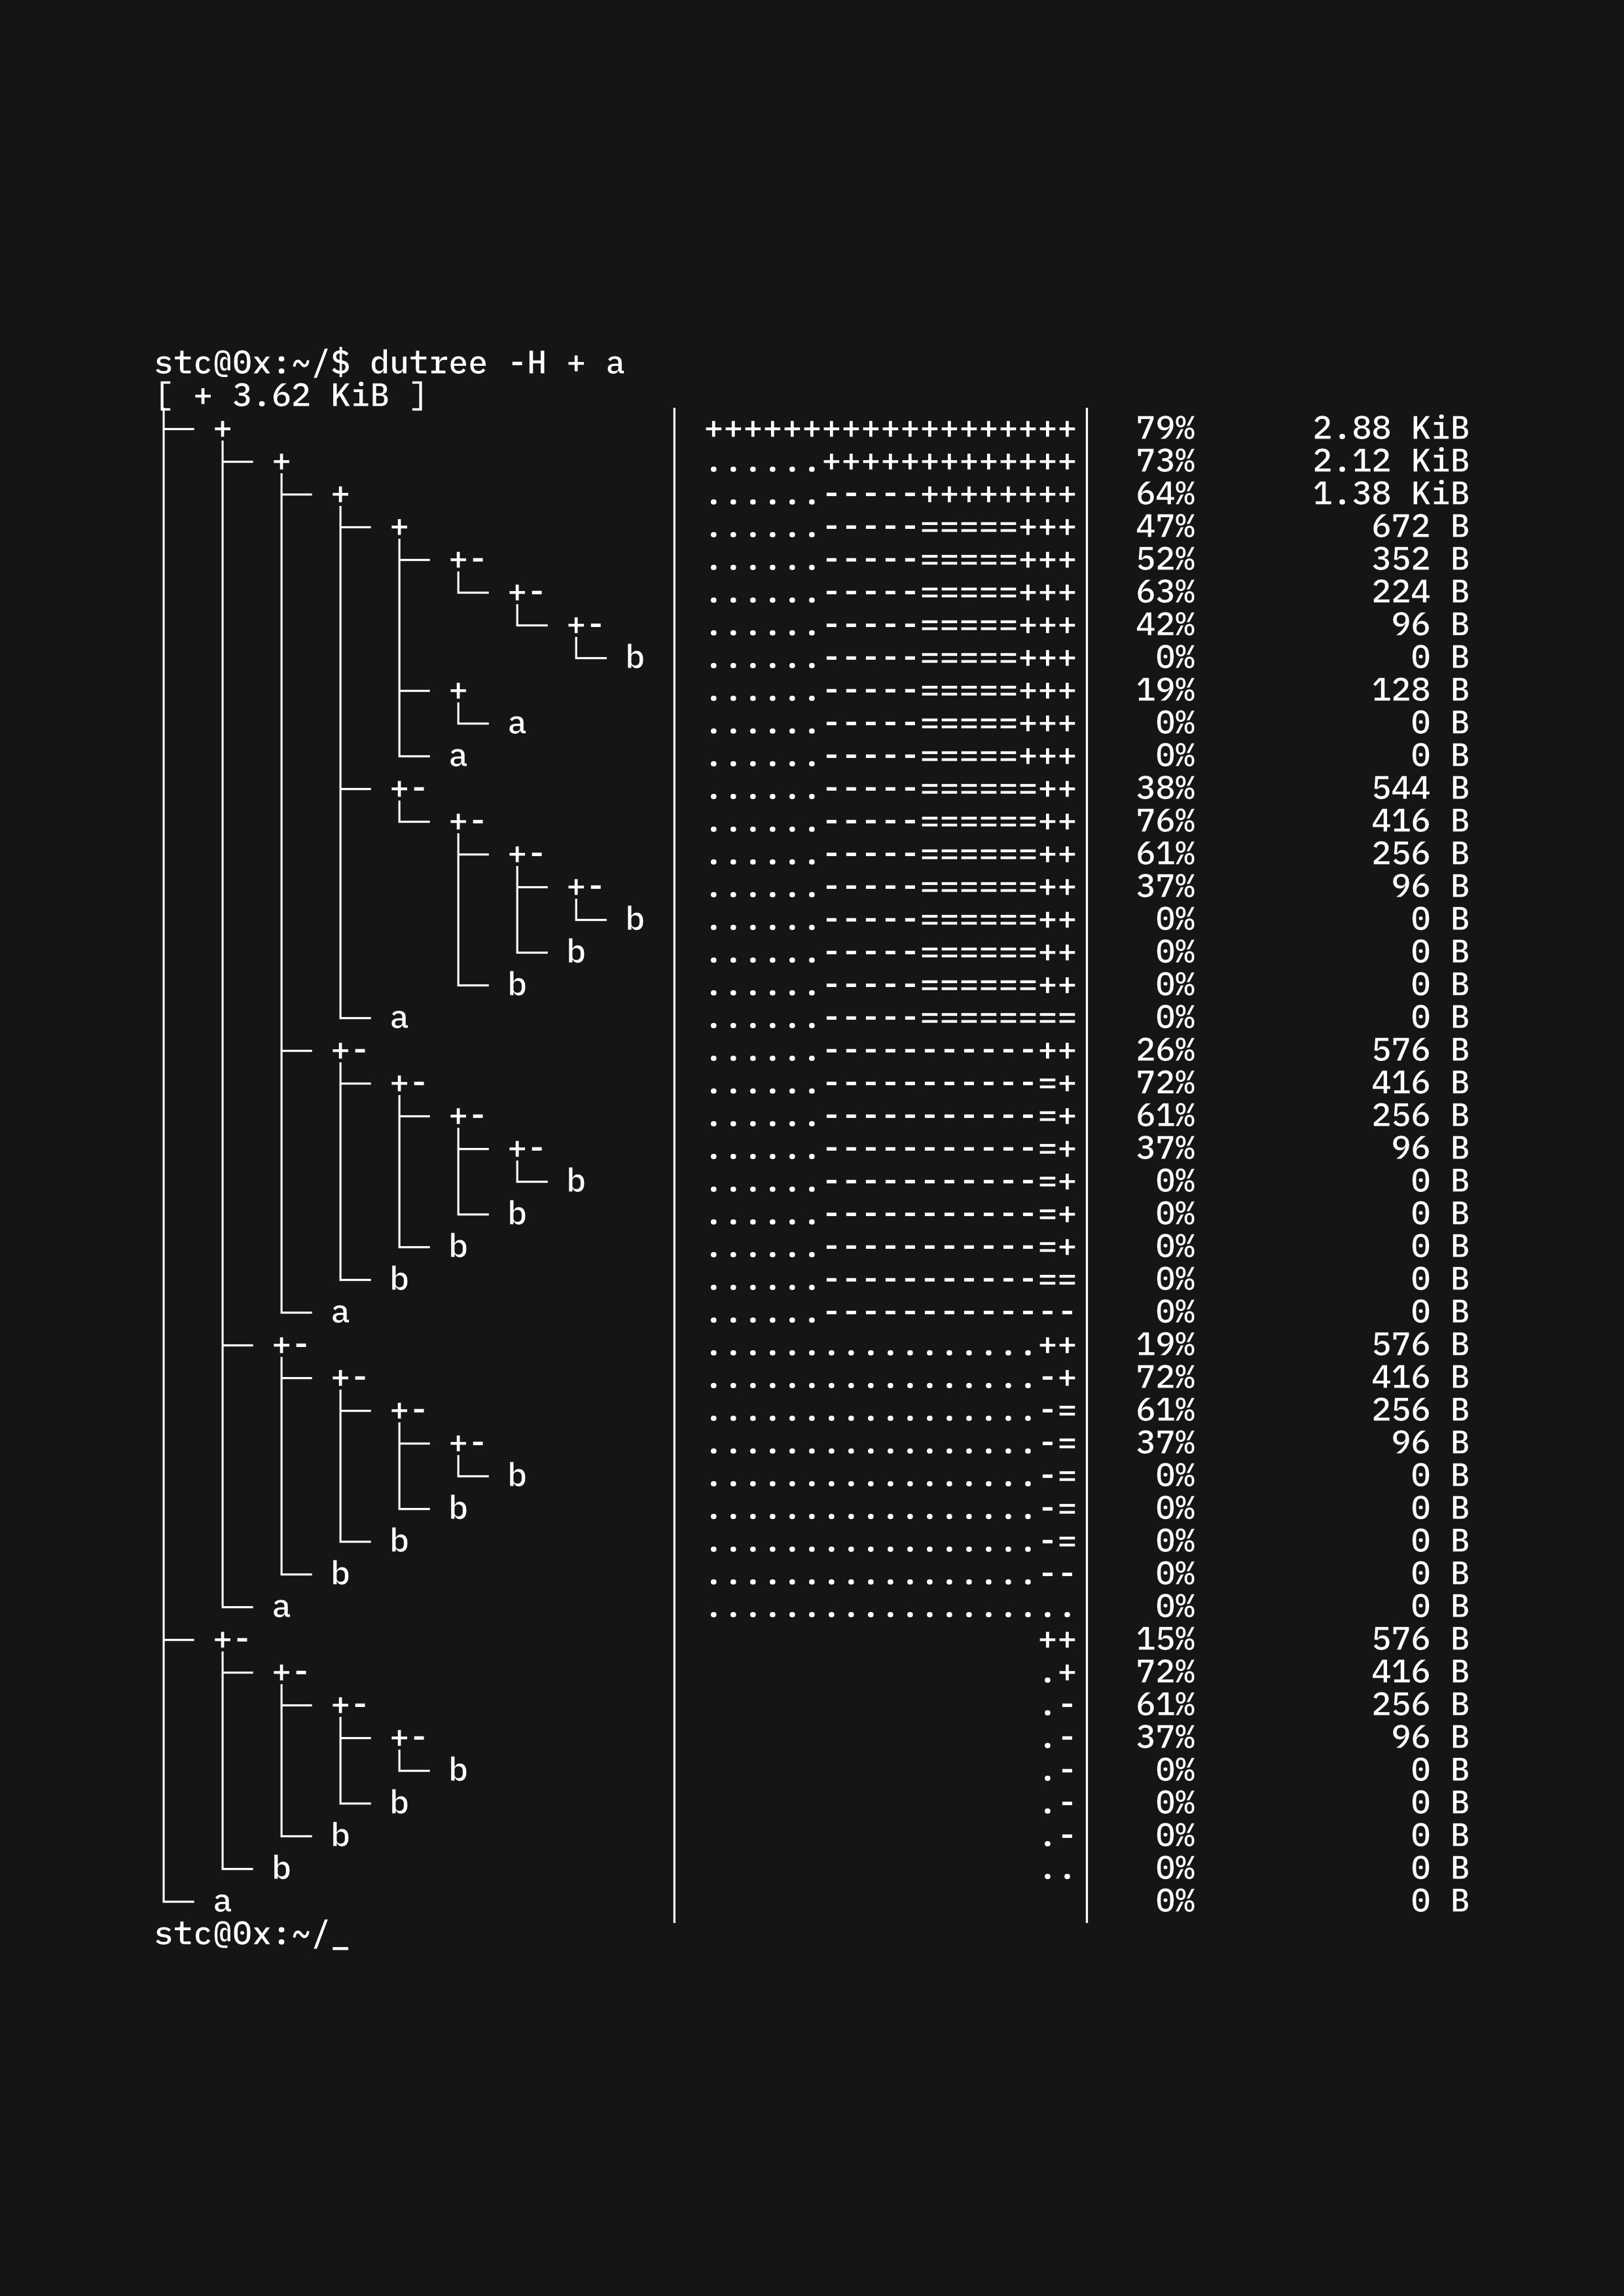 stc@0x:~/$ dutree -H + a
[ + 3.62 KiB ]
├─ +                      │ +++++++++++++++++++ │  79%      2.88 KiB
│  ├─ +                   │ ......+++++++++++++ │  73%      2.12 KiB
│  │  ├─ +                │ ......-----++++++++ │  64%      1.38 KiB
│  │  │  ├─ +             │ ......-----=====+++ │  47%         672 B
│  │  │  │  ├─ +-         │ ......-----=====+++ │  52%         352 B
│  │  │  │  │  └─ +-      │ ......-----=====+++ │  63%         224 B
│  │  │  │  │     └─ +-   │ ......-----=====+++ │  42%          96 B
│  │  │  │  │        └─ b │ ......-----=====+++ │   0%           0 B
│  │  │  │  ├─ +          │ ......-----=====+++ │  19%         128 B
│  │  │  │  │  └─ a       │ ......-----=====+++ │   0%           0 B
│  │  │  │  └─ a          │ ......-----=====+++ │   0%           0 B
│  │  │  ├─ +-            │ ......-----======++ │  38%         544 B
│  │  │  │  └─ +-         │ ......-----======++ │  76%         416 B
│  │  │  │     ├─ +-      │ ......-----======++ │  61%         256 B
│  │  │  │     │  ├─ +-   │ ......-----======++ │  37%          96 B
│  │  │  │     │  │  └─ b │ ......-----======++ │   0%           0 B
│  │  │  │     │  └─ b    │ ......-----======++ │   0%           0 B
│  │  │  │     └─ b       │ ......-----======++ │   0%           0 B
│  │  │  └─ a             │ ......-----======== │   0%           0 B
│  │  ├─ +-               │ ......-----------++ │  26%         576 B
│  │  │  ├─ +-            │ ......-----------=+ │  72%         416 B
│  │  │  │  ├─ +-         │ ......-----------=+ │  61%         256 B
│  │  │  │  │  ├─ +-      │ ......-----------=+ │  37%          96 B
│  │  │  │  │  │  └─ b    │ ......-----------=+ │   0%           0 B
│  │  │  │  │  └─ b       │ ......-----------=+ │   0%           0 B
│  │  │  │  └─ b          │ ......-----------=+ │   0%           0 B
│  │  │  └─ b             │ ......-----------== │   0%           0 B
│  │  └─ a                │ ......------------- │   0%           0 B
│  ├─ +-                  │ .................++ │  19%         576 B
│  │  ├─ +-               │ .................-+ │  72%         416 B
│  │  │  ├─ +-            │ .................-= │  61%         256 B
│  │  │  │  ├─ +-         │ .................-= │  37%          96 B
│  │  │  │  │  └─ b       │ .................-= │   0%           0 B
│  │  │  │  └─ b          │ .................-= │   0%           0 B
│  │  │  └─ b             │ .................-= │   0%           0 B
│  │  └─ b                │ .................-- │   0%           0 B
│  └─ a                   │ ................... │   0%           0 B
├─ +-                     │                  ++ │  15%         576 B
│  ├─ +-                  │                  .+ │  72%         416 B
│  │  ├─ +-               │                  .- │  61%         256 B
│  │  │  ├─ +-            │                  .- │  37%          96 B
│  │  │  │  └─ b          │                  .- │   0%           0 B
│  │  │  └─ b             │                  .- │   0%           0 B
│  │  └─ b                │                  .- │   0%           0 B
│  └─ b                   │                  .. │   0%           0 B
└─ a                      │                     │   0%           0 B
stc@0x:~/_